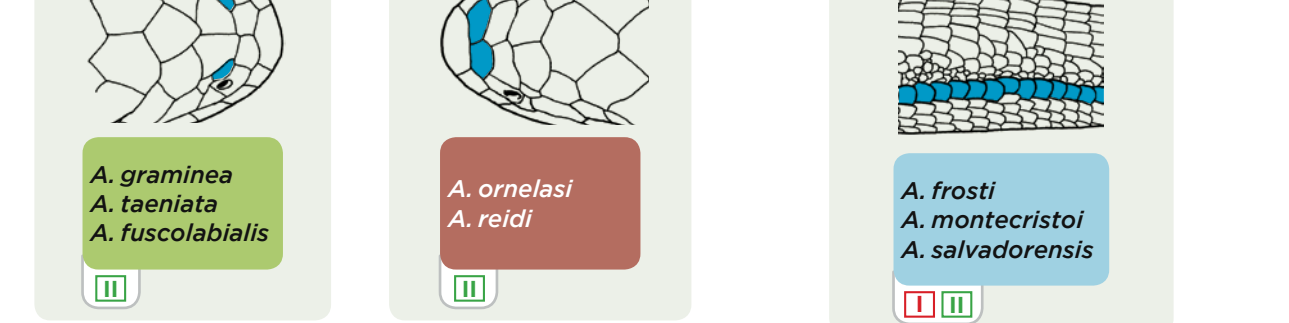 A. graminea
A. taeniata
A. fuscolabialis
II
A. ornelasi
A. reidi
II
A. frosti
A. montecristoi
A. salvadorensis
I II